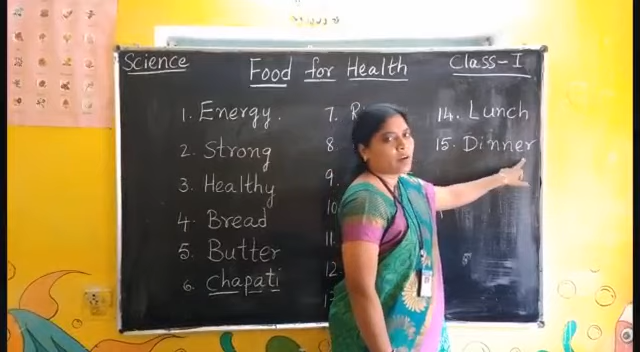 Science
Food for Health
Class-I
1. Energy.
2. Strong
3. Healthy
4. Bread
5. Butter
6. chapati
7.
8
9.
10
11
12
14. Lunch
15. Dinner